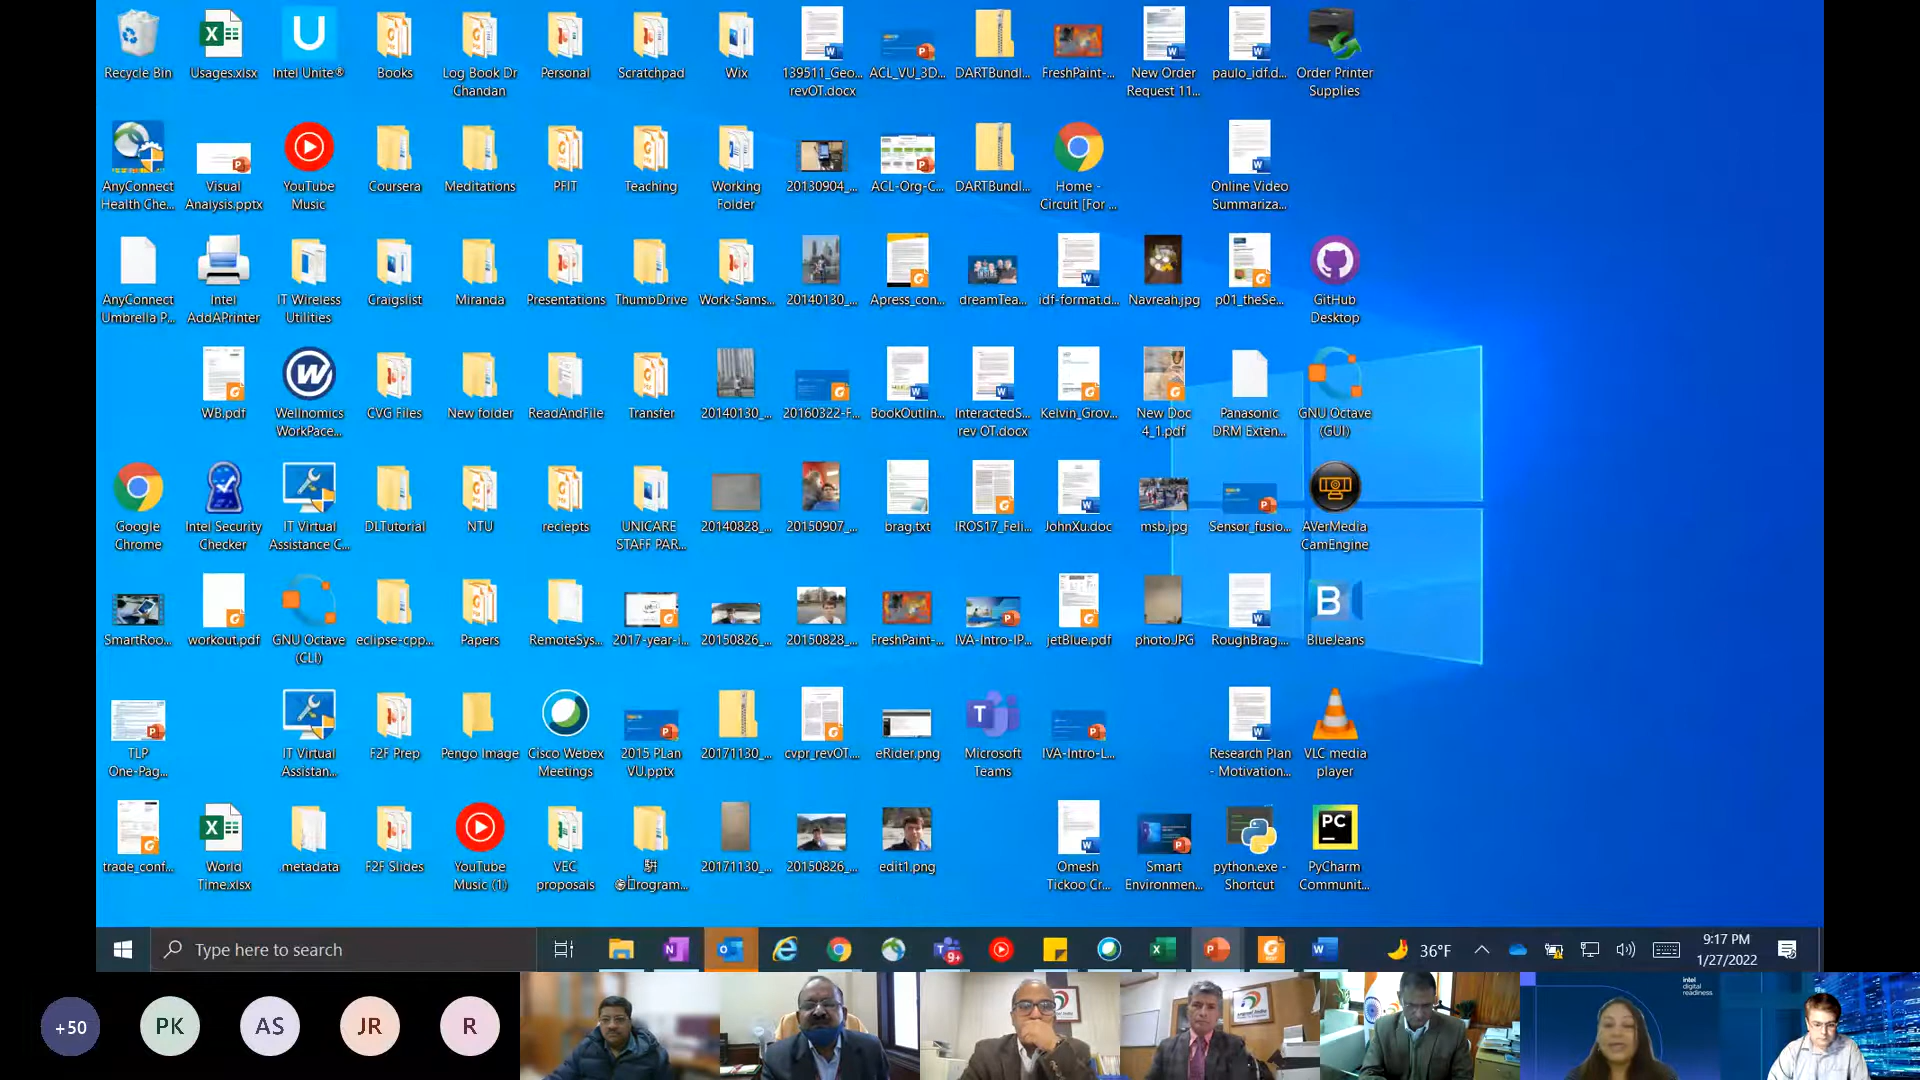 Recycle Bin
Usages.xlsx
Intel Unite®
Books
Log Book Dr
Chandan
Personal
Scratchpad
Wix
139511_Geo...
revOT.docx
ACL_VU_3D...
DARTBundl...
FreshPaint-...
New Order
Request 11...
paulo_idf.d...
Order Printer
Supplies
AnyConnect
Health Che...
Visual
Analysis.pptx
YouTube
Music
Coursera
Meditations
PFIT
Teaching
Working
Folder
20130904_...
ACL-Org-C...
DARTBundl...
Home -
Circuit [For ...
Online Video
Summariza...
AnyConnect
Umbrella P...
Intel
AddAPrinter
IT Wireless
Utilities
Craigslist
Miranda
Presentations
ThumbDrive
Work-Sams...
20140130_...
Apress_con...
dreamTea...
idf-format.d...
Navreah.jpg
p01_theSe...
GitHub
Desktop
WB.pdf
Wellnomics
WorkPace...
CVG Files
New folder
ReadAndFile
Transfer
20140130_...
20160322-F...
BookOutlin...
InteractedS...
rev OT.docx
Kelvin_Grov...
New Doc
4_1.pdf
Panasonic
DRM Exten...
GNU Octave
(GUI)
Google
Chrome
Intel Security
Checker
IT Virtual
Assistance C...
DLTutorial
NTU
reciepts
UNICARE
STAFF PAR...
20140828_...
20150907_...
brag.txt
IROS17_Feli...
JohnXu.doc
msb.jpg
Sensor_fusio...
AVerMedia
CamEngine
SmartRoo...
workout.pdf
GNU Octave
(CLI)
eclipse-cpp...
Papers
RemoteSys...
2017-year-i...
20150826_...
20150828_...
FreshPaint-...
IVA-Intro-IP...
jetBlue.pdf
photo.JPG
RoughBrag....
BlueJeans
TLP
One-Pag...
IT Virtual
Assistan...
F2F Prep
Pengo Image
Cisco Webex
Meetings
2015 PLan
VU.pptx
20171130_...
cvpr_revOT....
eRider.png
Microsoft
Teams
IVA-Intro-L...
Research Plan
- Motivation...
VLC media
player
trade_conf...
World
Time.xlsx
.metadata
F2F Slides
YouTube
Music (1)
VEC
proposals
20171130_...
20150826_...
edit1.png
Omesh
Tickoo Cr...
Smart
Environmen...
python.exe -
Shortcut
PyCharm
Communit...
Type here to search
36°F
9:17 PM
1/27/2022
+50
PK
AS
JR
R
intel
digital
readiness